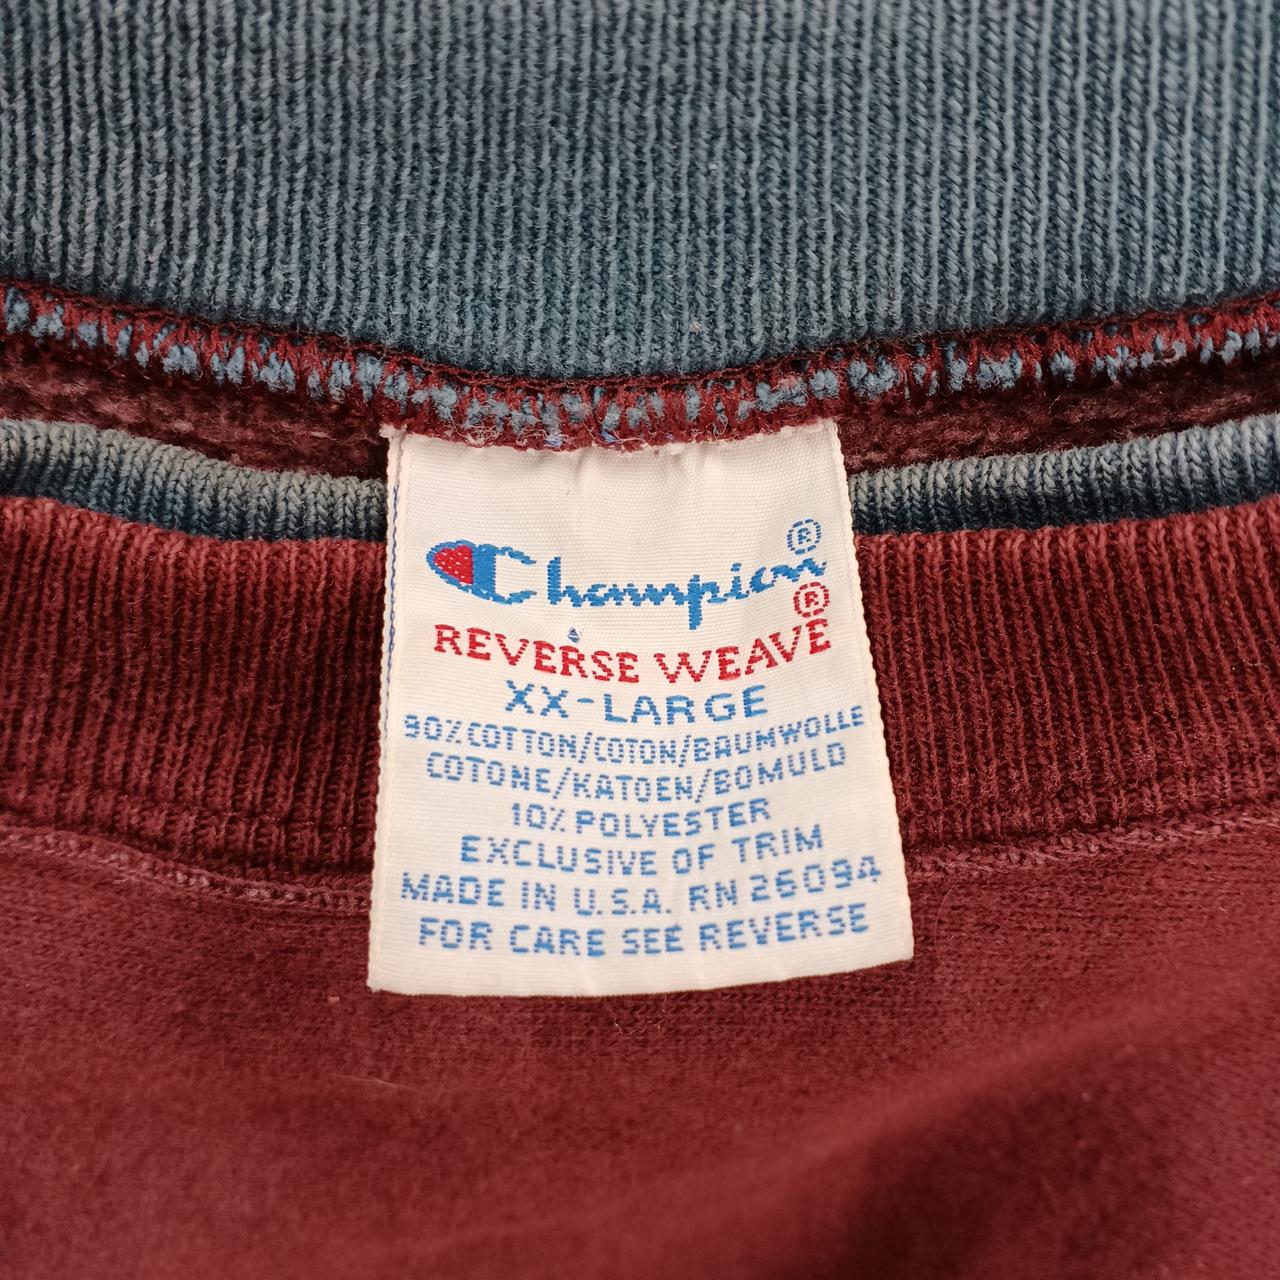 Champion®
REVERSE WEAVE®
XX-LARGE
90% COTTON/COTON/BAUMWOLLE
COTONE/KATOEN/BOMULD
10% POLYESTER
EXCLUSIVE OF TRIM
MADE IN U.S.A. RN 26094
FOR CARE SEE REVERSE